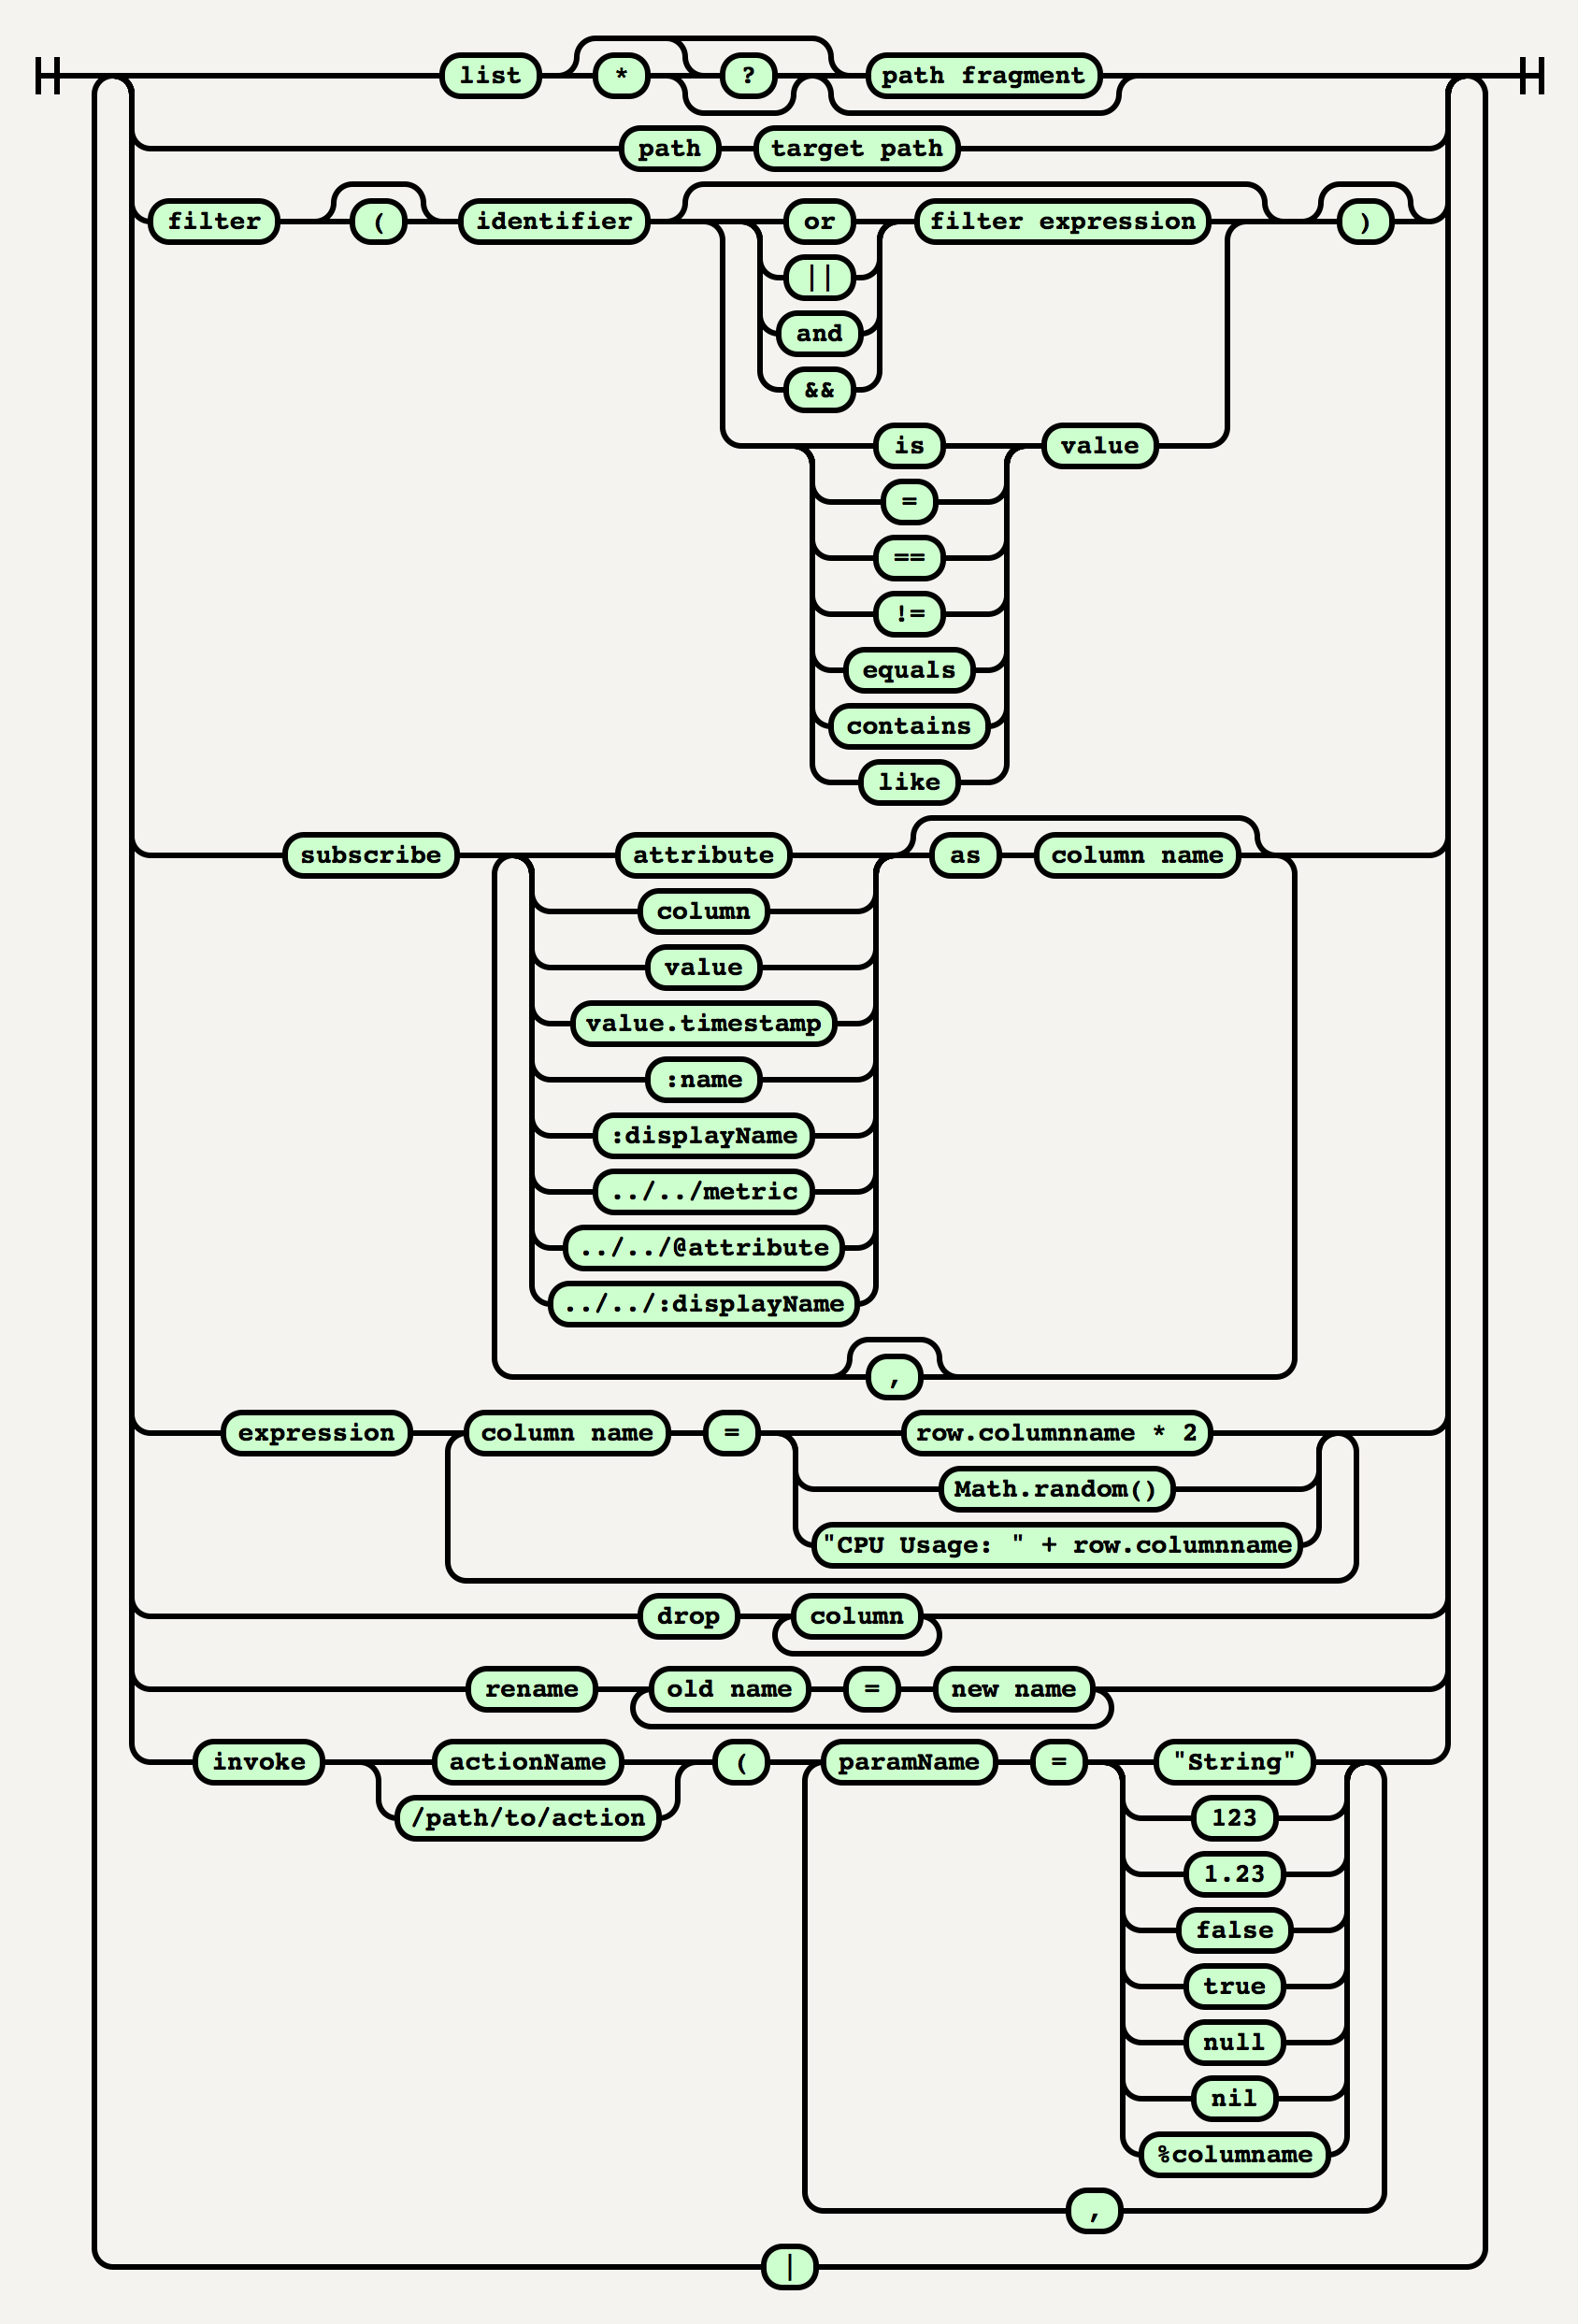 list * ? path fragment
path target path
filter ( identifier or filter expression )
||
and
&&
is value
=
==
!=
equals
contains
like
subscribe attribute as column name
column
value
value.timestamp
:name
:displayName
../../metric
../../@attribute
../../:displayName
,
expression column name = row.columnname * 2
Math.random()
"CPU Usage: " + row.columnname
drop column
rename old name = new name
invoke actionName ( paramName = "String"
/path/to/action 123
1.23
false
true
null
nil
%columname
,
|